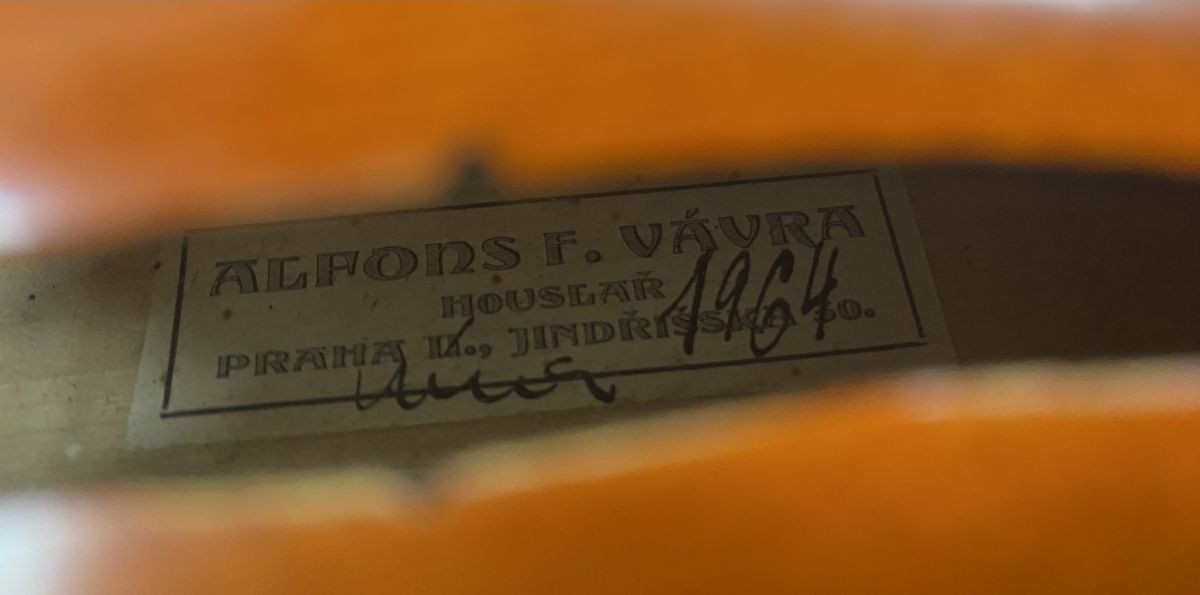 ALFONS F. VÁVRA
HOUSLAŘ
1964
PRAHA II., JINDŘIŠSKÁ 30.